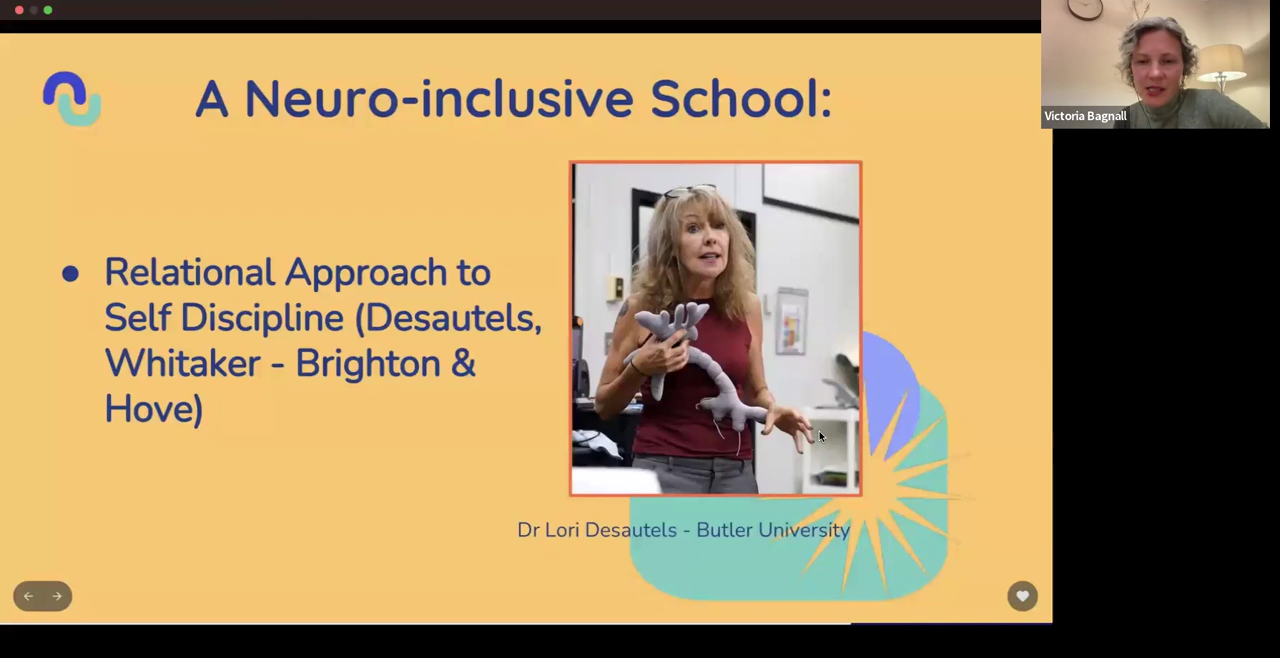 A Neuro-inclusive School:
Victoria Bagnall
Relational Approach to
Self Discipline (Desautels,
Whitaker - Brighton &
Hove)
Dr Lori Desautels - Butler University